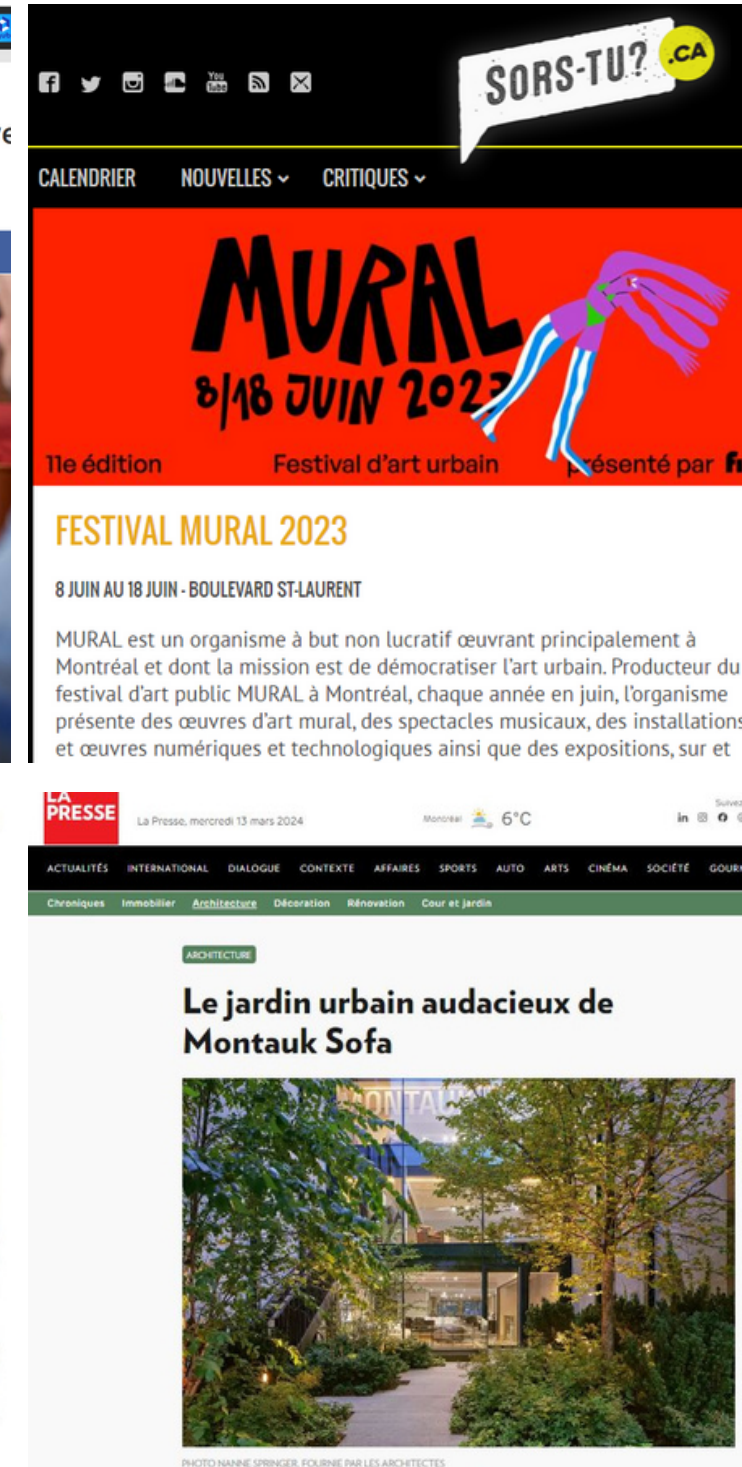 SORS-TU? .CA
You
Tube
CALENDRIER NOUVELLES CRITIQUES
MURAL
8/18 JUIN 2023
11e édition Festival d'art urbain présenté par
FESTIVAL MURAL 2023
8 JUIN AU 18 JUIN - BOULEVARD ST-LAURENT
MURAL est un organisme à but non lucratif œuvrant principalement à
Montréal et dont la mission est de démocratiser l'art urbain. Producteur du
festival d'art public MURAL à Montréal, chaque année en juin, l'organisme
présente des œuvres d'art mural, des spectacles musicaux, des installations
et œuvres numériques et technologiques ainsi que des expositions, sur et
LA
PRESSE
La Presse, mercredi 13 mars 2024 Montréal 6°C Suivez
ACTUALITÉS INTERNATIONAL DIALOGUE CONTEXTE AFFAIRES SPORTS AUTO ARTS CINÉMA SOCIÉTÉ
Chroniques Immobilier Architecture Décoration Rénovation Cour et jardin
ARCHITECTURE
Le jardin urbain audacieux de
Montauk Sofa
MONTAUK
PHOTO NANNE SPRINGER, FOURNIE PAR LES ARCHITECTES